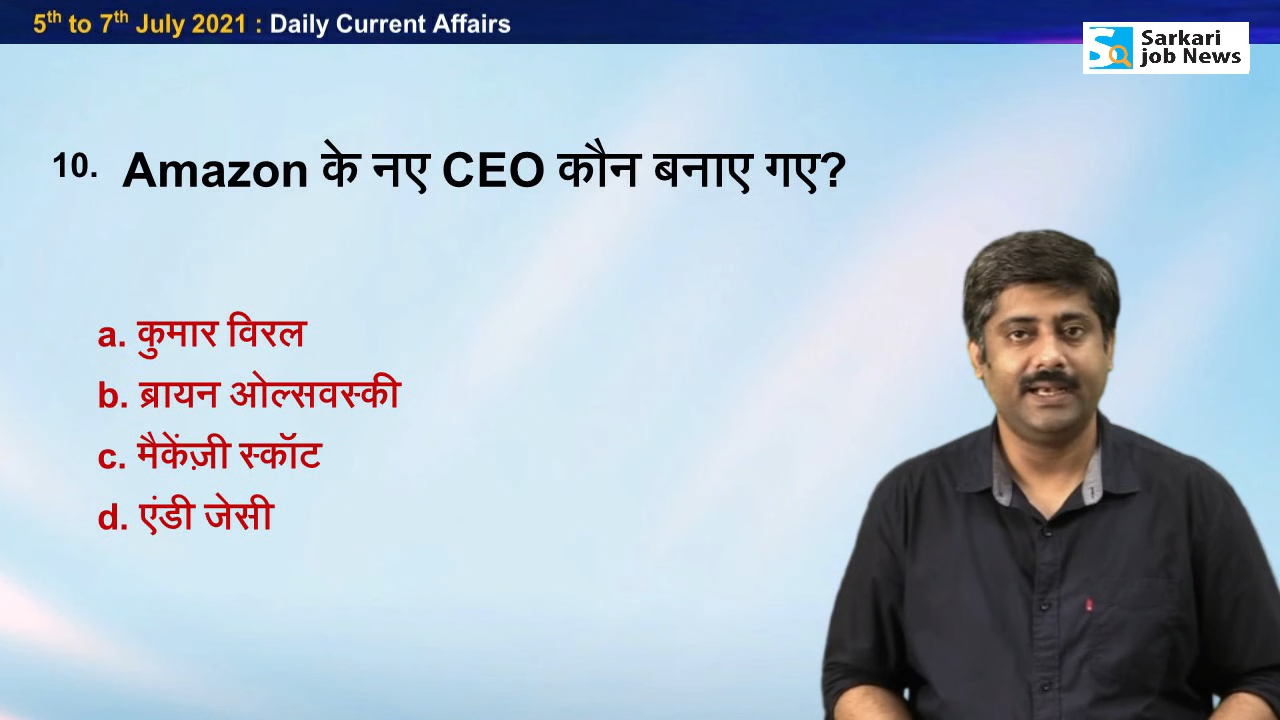 5th to 7th July 2021 : Daily Current Affairs
Sarkari
job News
10. Amazon के नए CEO कौन बनाए गए?
a. कुमार विरल
b. ब्रायन ओल्सवस्की
c. मैकेंज़ी स्कॉट
d. एंडी जेसी